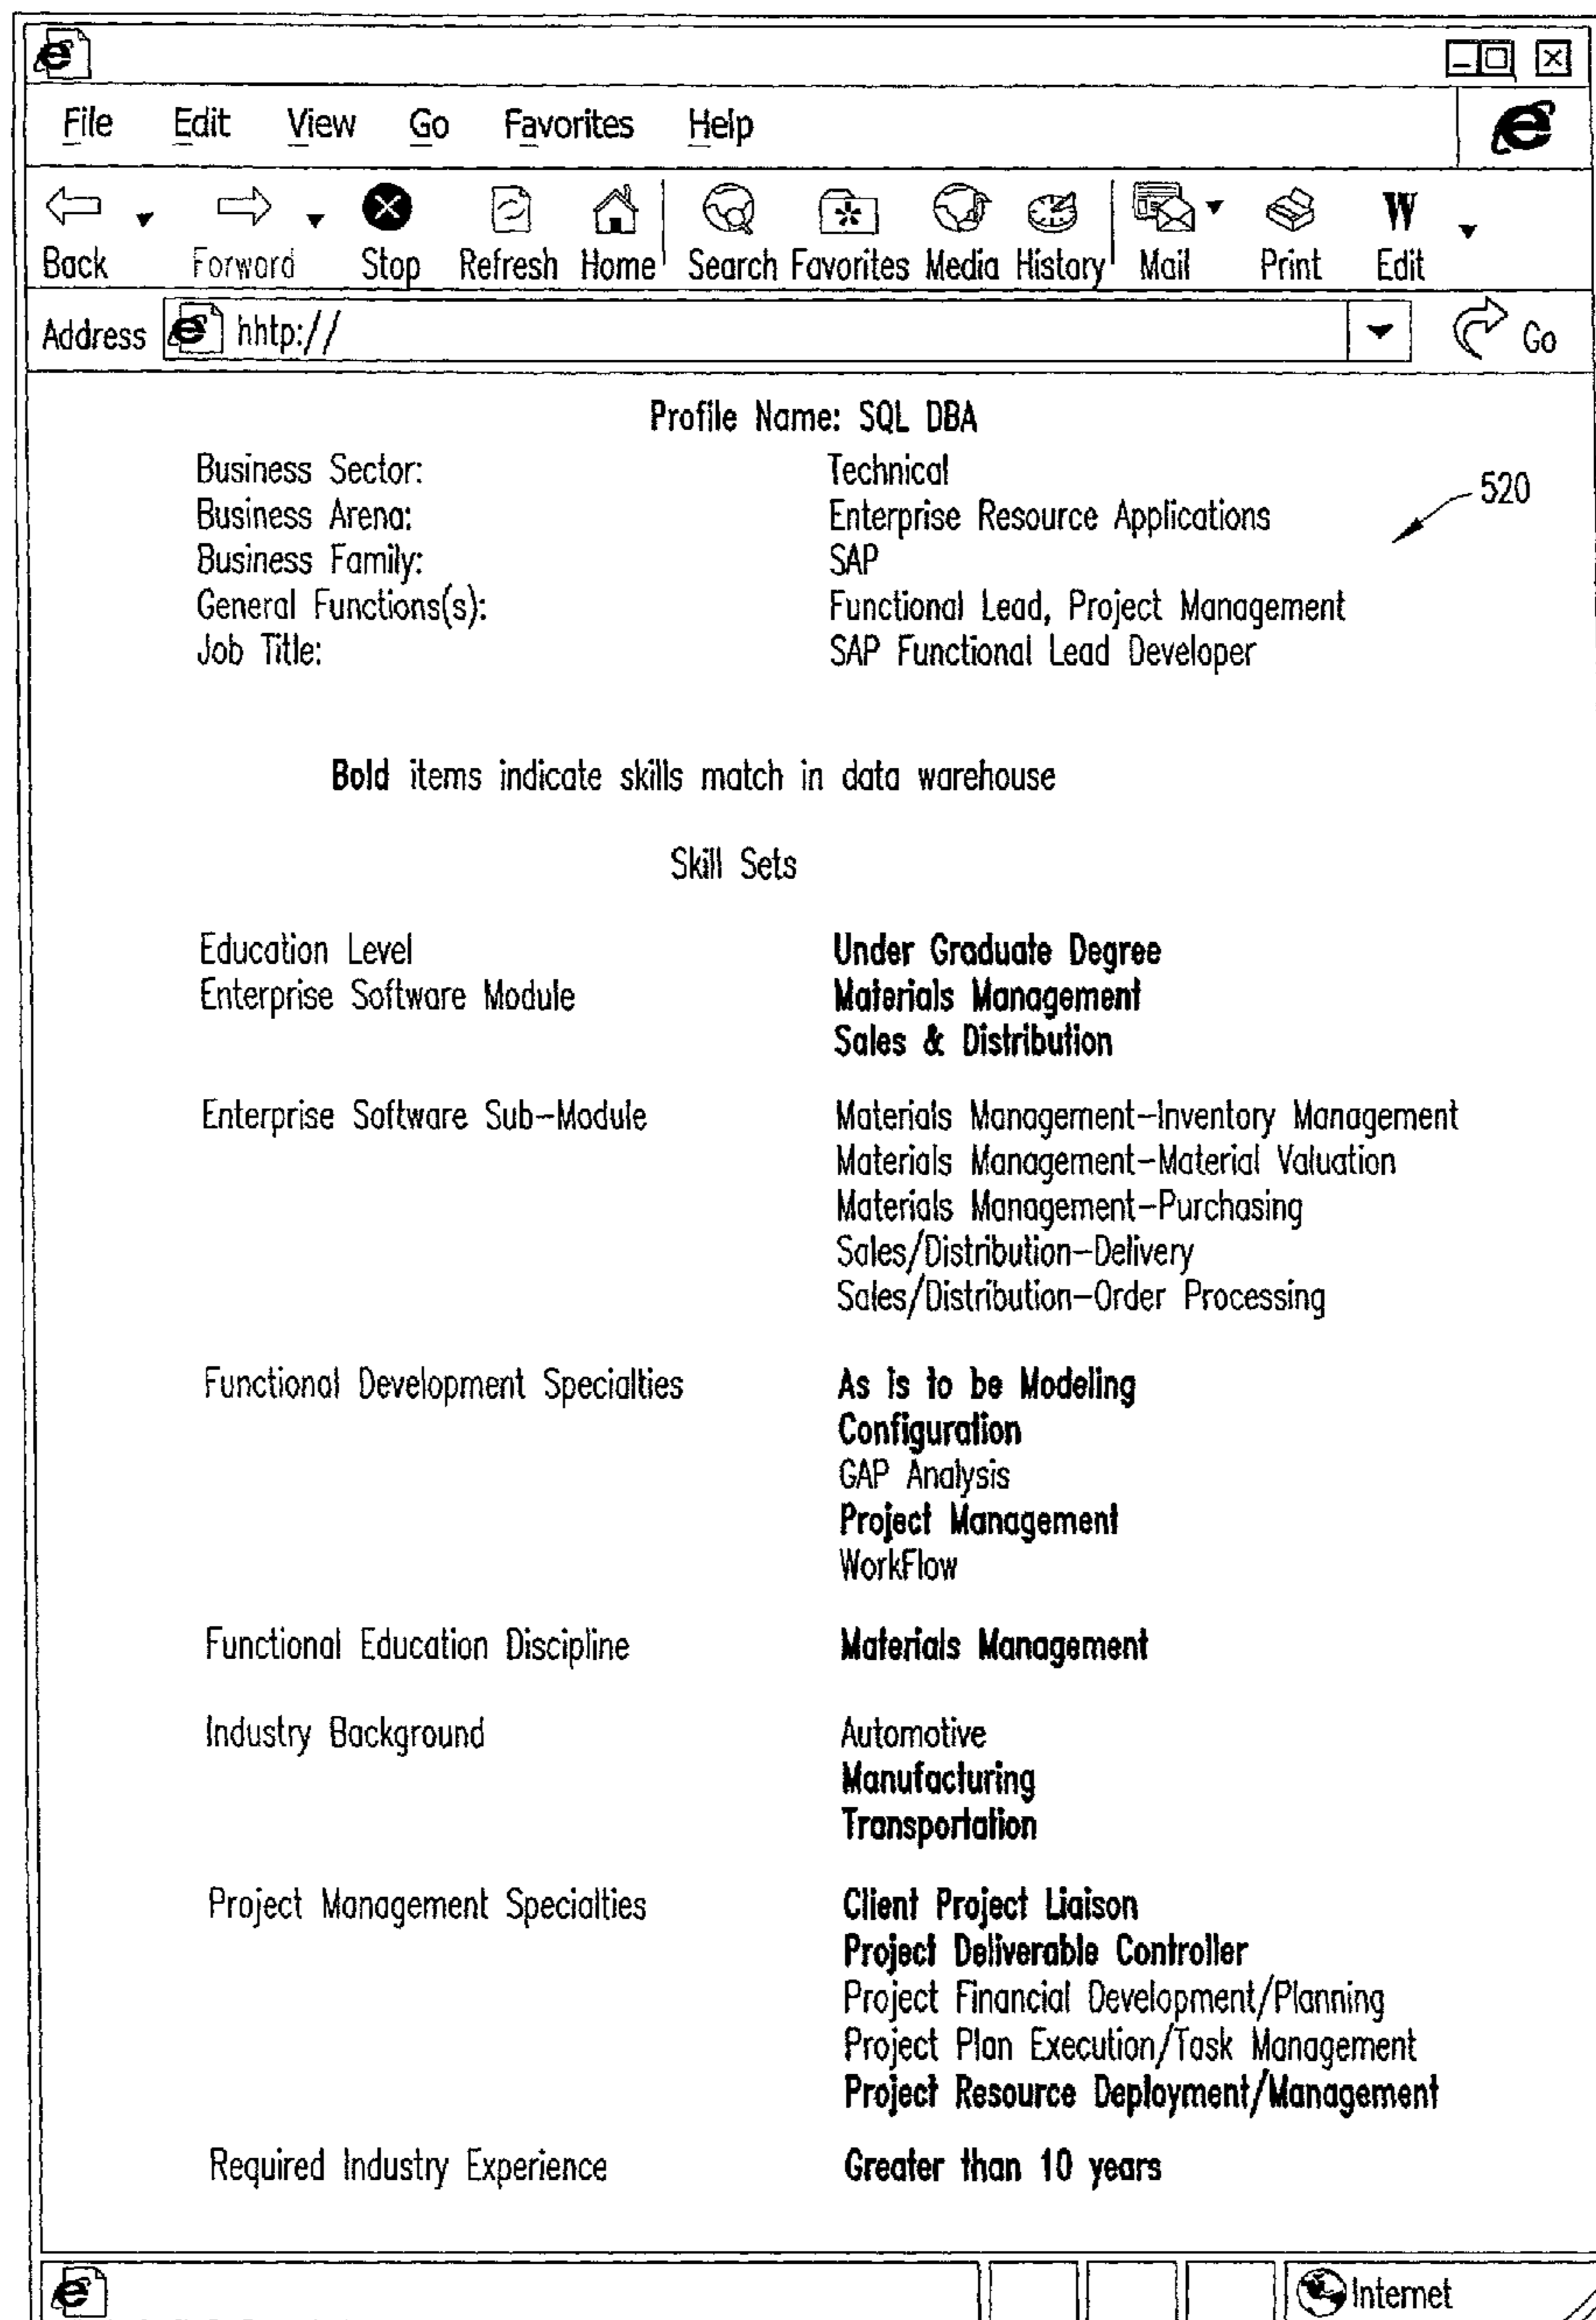 File Edit View Go Favorites Help
Back Forward Stop Refresh Home Search Favorites Media History Mail Print Edit
Address hhtp:// Go
Profile Name: SQL DBA
Business Sector: Technical
520
Business Arena: Enterprise Resource Applications
Business Family: SAP
General Functions(s): Functional Lead, Project Management
Job Title: SAP Functional Lead Developer
Bold items indicate skills match in data warehouse
Skill Sets
Education Level Under Graduate Degree
Enterprise Software Module Materials Management
Sales & Distribution
Enterprise Software Sub-Module Materials Management-Inventory Management
Materials Management-Material Valuation
Materials Management-Purchasing
Sales/Distribution-Delivery
Sales/Distribution-Order Processing
Functional Development Specialties As is to be Modeling
Configuration
GAP Analysis
Project Management
WorkFlow
Functional Education Discipline Materials Management
Industry Background Automotive
Manufacturing
Transportation
Project Management Specialties Client Project Liaison
Project Deliverable Controller
Project Financial Development/Planning
Project Plan Execution/Task Management
Project Resource Deployment/Management
Required Industry Experience Greater than 10 years
Internet